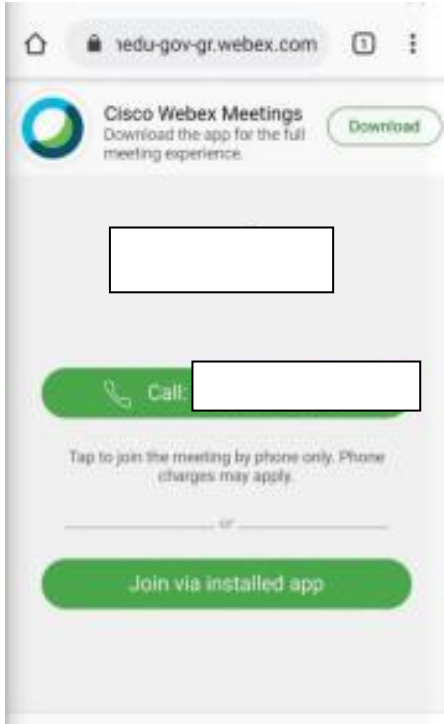 nedu-gov-gr.webex.com
1
Cisco Webex Meetings
Download the app for the full
meeting experience.
Download
Call:
Tap to join the meeting by phone only. Phone
charges may apply.
or
Join via installed app